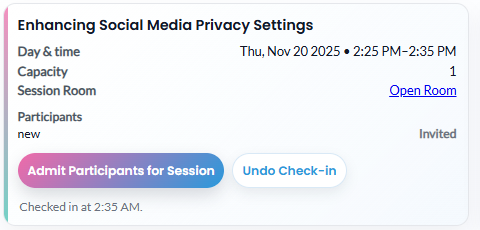 Enhancing Social Media Privacy Settings
Day & time Thu, Nov 20 2025 • 2:25 PM–2:35 PM
Capacity 1
Session Room Open Room
Participants
new Invited
Admit Participants for Session Undo Check-in
Checked in at 2:35 AM.